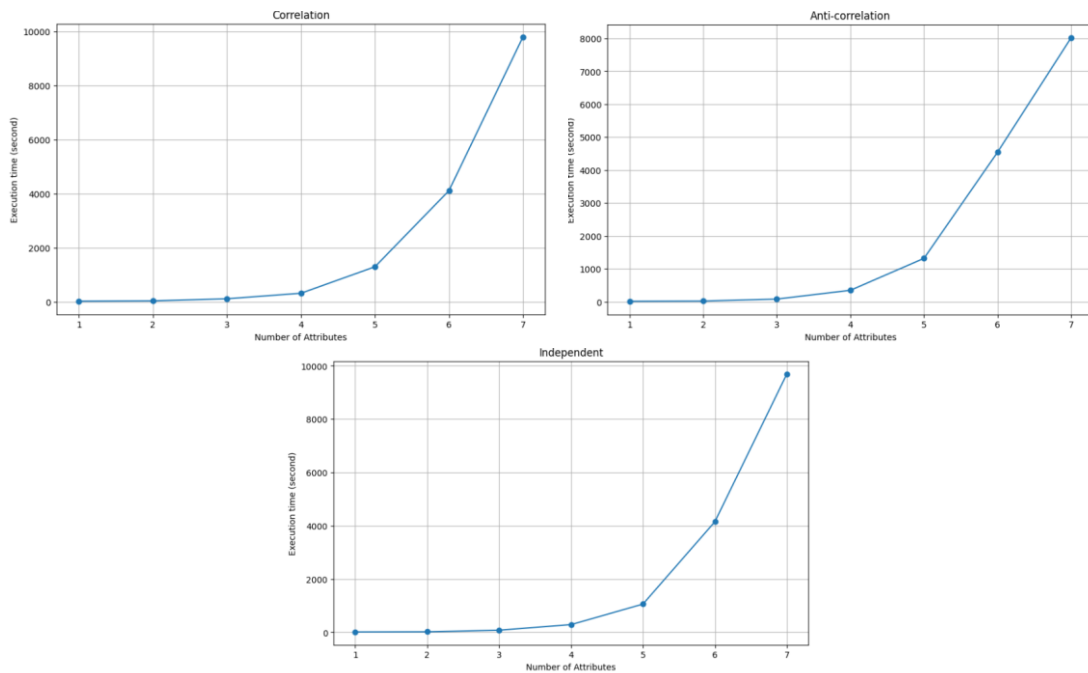 Correlation
10000
8000
6000
4000
2000
0
Execution time (second)
1 2 3 4 5 6 7
Number of Attributes
Anti-correlation
8000
7000
6000
5000
4000
3000
2000
1000
0
Execution time (second)
1 2 3 4 5 6 7
Number of Attributes
Independent
10000
8000
6000
4000
2000
0
Execution time (second)
1 2 3 4 5 6 7
Number of Attributes